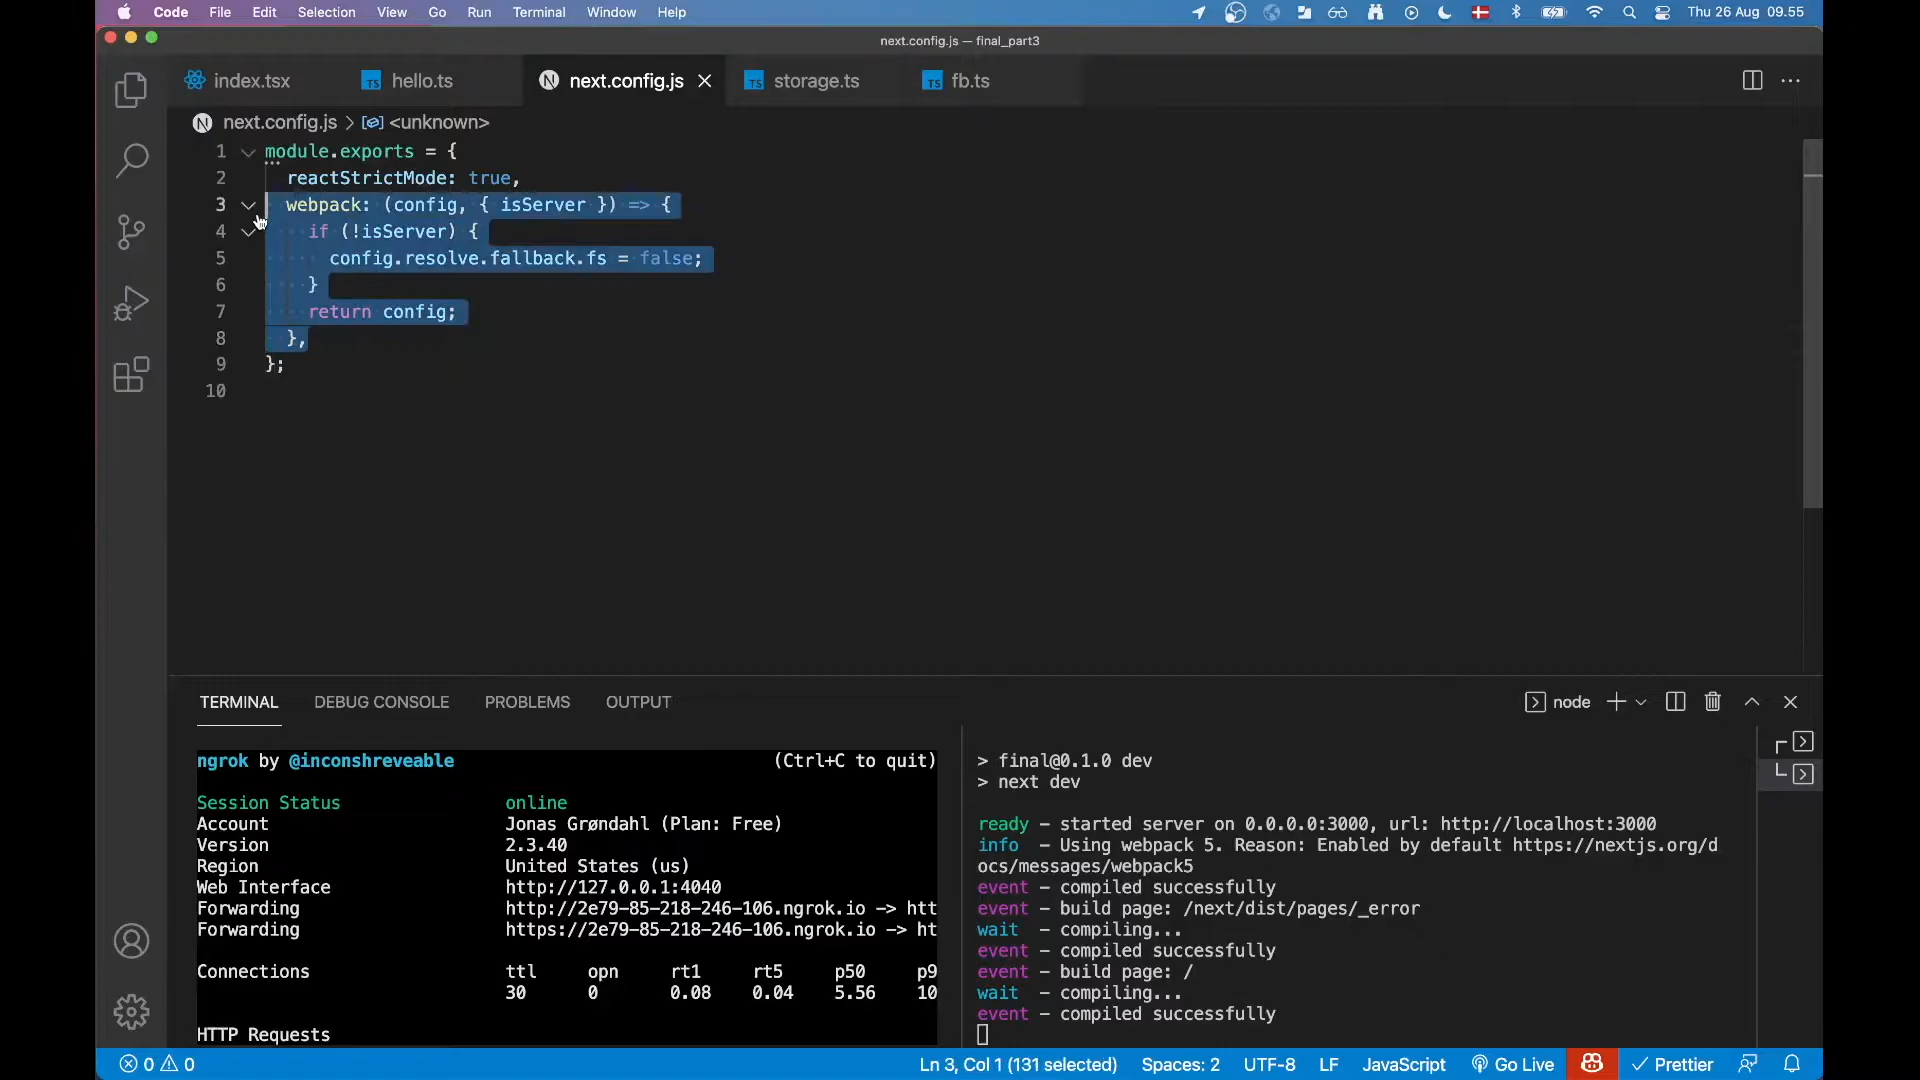 Code File Edit Selection View Go Run Terminal Window Help Thu 26 Aug 09.55
next.config.js — final_part3
index.tsx TS hello.ts N next.config.js TS storage.ts TS fb.ts
N next.config.js > <unknown>
1 module.exports = {
2 reactStrictMode: true,
3 webpack: (config, { isServer }) => {
4 if (!isServer) {
5 config.resolve.fallback.fs = false;
6 }
7 return config;
8 },
9 };
10
TERMINAL DEBUG CONSOLE PROBLEMS OUTPUT node
ngrok by @inconshreveable (Ctrl+C to quit)
Session Status online
Account Jonas Grøndahl (Plan: Free)
Version 2.3.40
Region United States (us)
Web Interface http://127.0.0.1:4040
Forwarding http://2e79-85-218-246-106.ngrok.io -> htt
Forwarding https://2e79-85-218-246-106.ngrok.io -> ht
Connections ttl opn rt1 rt5 p50 p9
30 0 0.08 0.04 5.56 10
HTTP Requests
> final@0.1.0 dev
> next dev
ready - started server on 0.0.0.0:3000, url: http://localhost:3000
info - Using webpack 5. Reason: Enabled by default https://nextjs.org/d
ocs/messages/webpack5
event - compiled successfully
event - build page: /next/dist/pages/_error
wait - compiling...
event - compiled successfully
event - build page: /
wait - compiling...
event - compiled successfully
0 0 Ln 3, Col 1 (131 selected) Spaces: 2 UTF-8 LF JavaScript Go Live Prettier